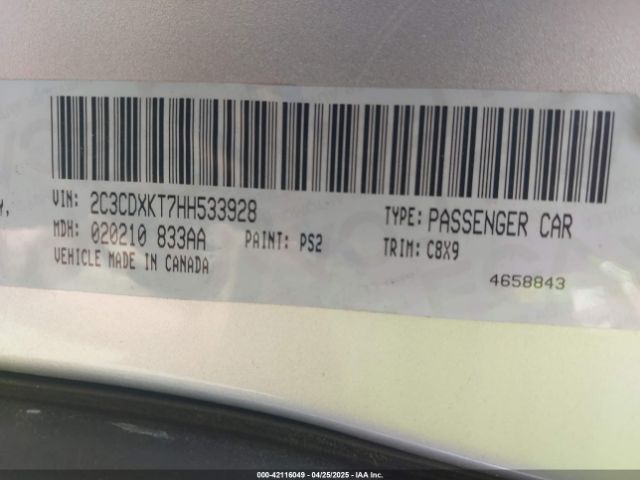 VIN: 2C3CDXKT7HH533928 TYPE: PASSENGER CAR
Y, MDH: 020210 833AA PAINT: PS2 TRIM: C8X9
VEHICLE MADE IN CANADA
4658843
000-42116049 - 04/25/2025 - IAA Inc.